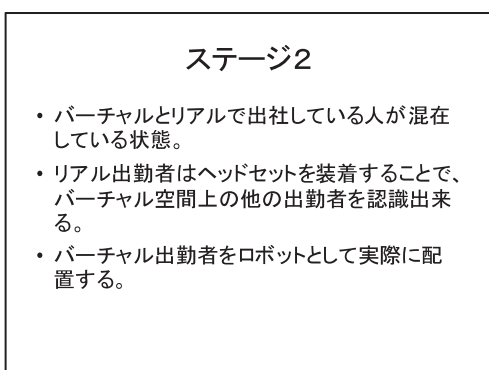 ステージ２
• バーチャルとリアルで出社している人が混在
している状態。
• リアル出勤者はヘッドセットを装着することで、
バーチャル空間上の他の出勤者を認識出来
る。
• バーチャル出勤者をロボットとして実際に配
置する。